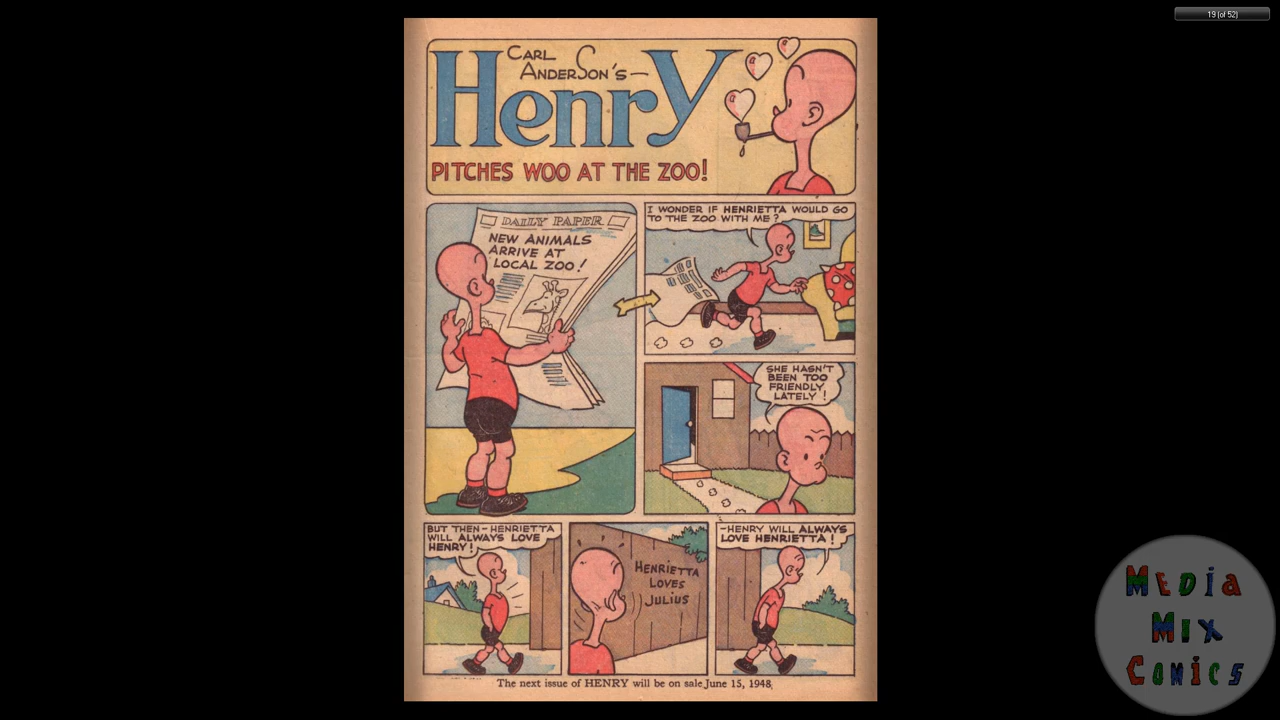 19 (of 52)
CARL
ANDERSON'S—
Henry
PITCHES WOO AT THE ZOO!
DAILY PAPER
NEW ANIMALS
ARRIVE AT
LOCAL ZOO!
I WONDER IF HENRIETTA WOULD GO
TO THE ZOO WITH ME?
SHE HASN'T
BEEN TOO
FRIENDLY
LATELY!
BUT THEN - HENRIETTA
WILL ALWAYS LOVE
HENRY!
HENRIETTA
LOVES
JULIUS
-HENRY WILL ALWAYS
LOVE HENRIETTA!
The next issue of HENRY will be on sale June 15, 1948.
MEDIA
MIX
COMICS